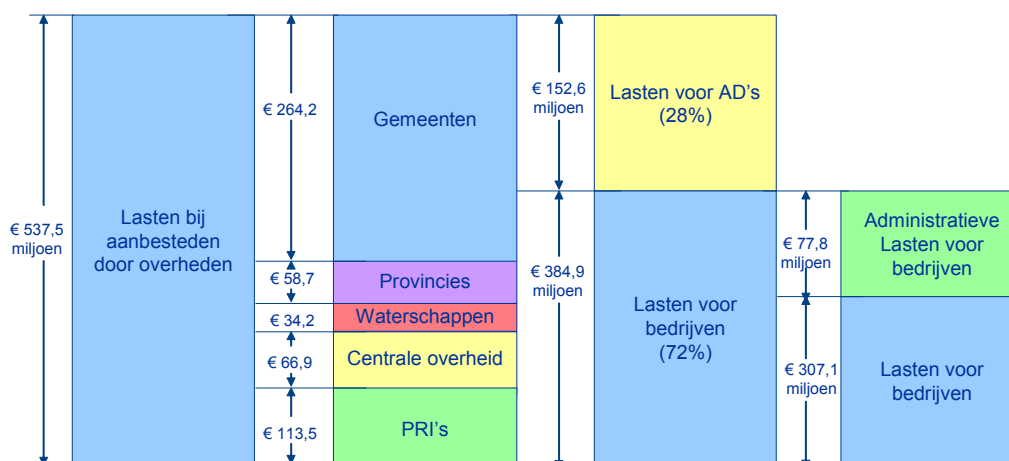 € 537,5
miljoen
Lasten bij
aanbesteden
door overheden
€ 264,2
€ 58,7
€ 34,2
€ 66,9
€ 113,5
Gemeenten
Provincies
Waterschappen
Centrale overheid
PRI's
€ 152,6
miljoen
€ 384,9
miljoen
Lasten voor AD's
(28%)
Lasten voor
bedrijven
(72%)
€ 77,8
miljoen
€ 307,1
miljoen
Administratieve
Lasten voor
bedrijven
Lasten voor
bedrijven